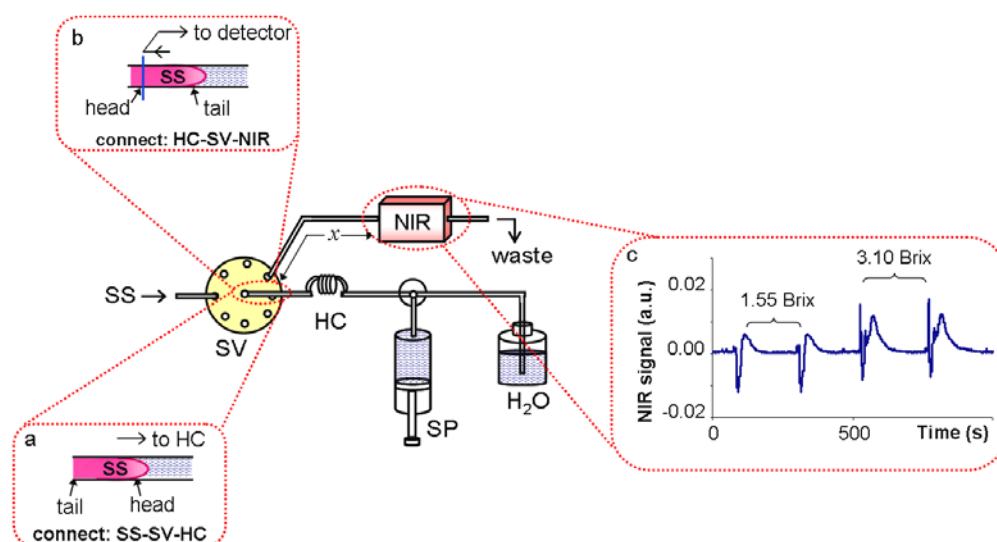 b
to detector
SS
head
tail
connect: HC-SV-NIR
NIR
x
waste
SS
HC
SV
SP
H₂O
a
to HC
SS
tail
head
connect: SS-SV-HC
c
3.10 Brix
1.55 Brix
0.02
0.00
-0.02
NIR signal (a.u.)
0
500
Time (s)